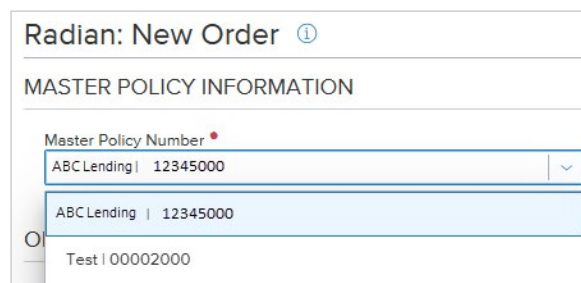 Radian: New Order
MASTER POLICY INFORMATION
Master Policy Number
ABC Lending | 12345000
ABC Lending | 12345000
Test | 00002000